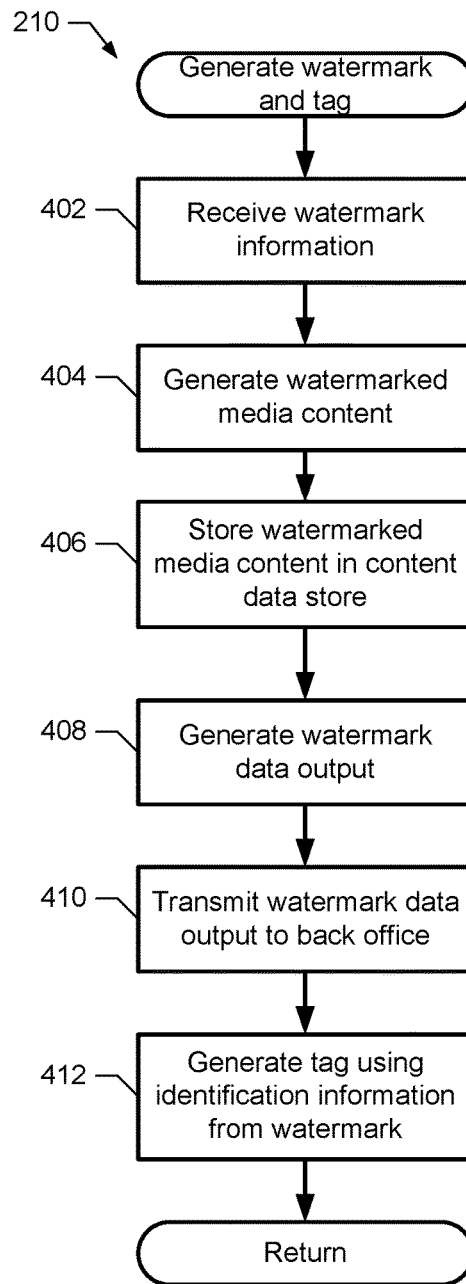 210
Generate watermark
and tag
402
Receive watermark
information
404
Generate watermarked
media content
406
Store watermarked
media content in content
data store
408
Generate watermark
data output
410
Transmit watermark data
output to back office
412
Generate tag using
identification information
from watermark
Return